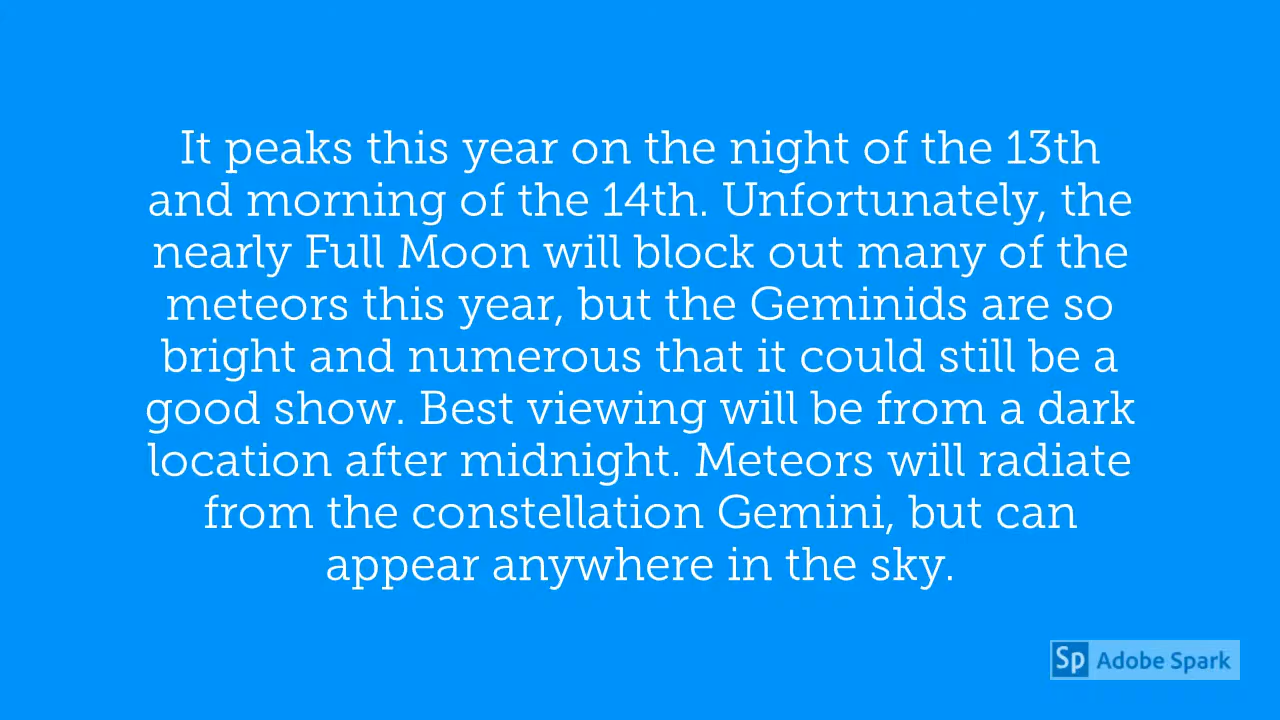 It peaks this year on the night of the 13th
and morning of the 14th. Unfortunately, the
nearly Full Moon will block out many of the
meteors this year, but the Geminids are so
bright and numerous that it could still be a
good show. Best viewing will be from a dark
location after midnight. Meteors will radiate
from the constellation Gemini, but can
appear anywhere in the sky.
Sp Adobe Spark